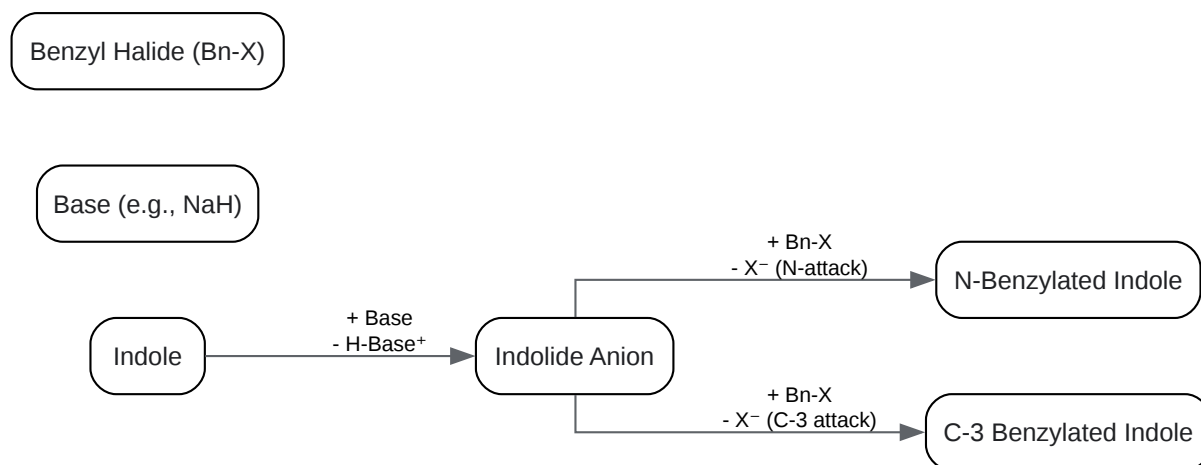 Benzyl Halide (Bn-X)
Base (e.g., NaH)
+ Bn-X
- X⁻ (N-attack)
N-Benzylated Indole
+ Base
- H-Base⁺
Indole
Indolide Anion
+ Bn-X
- X⁻ (C-3 attack)
C-3 Benzylated Indole